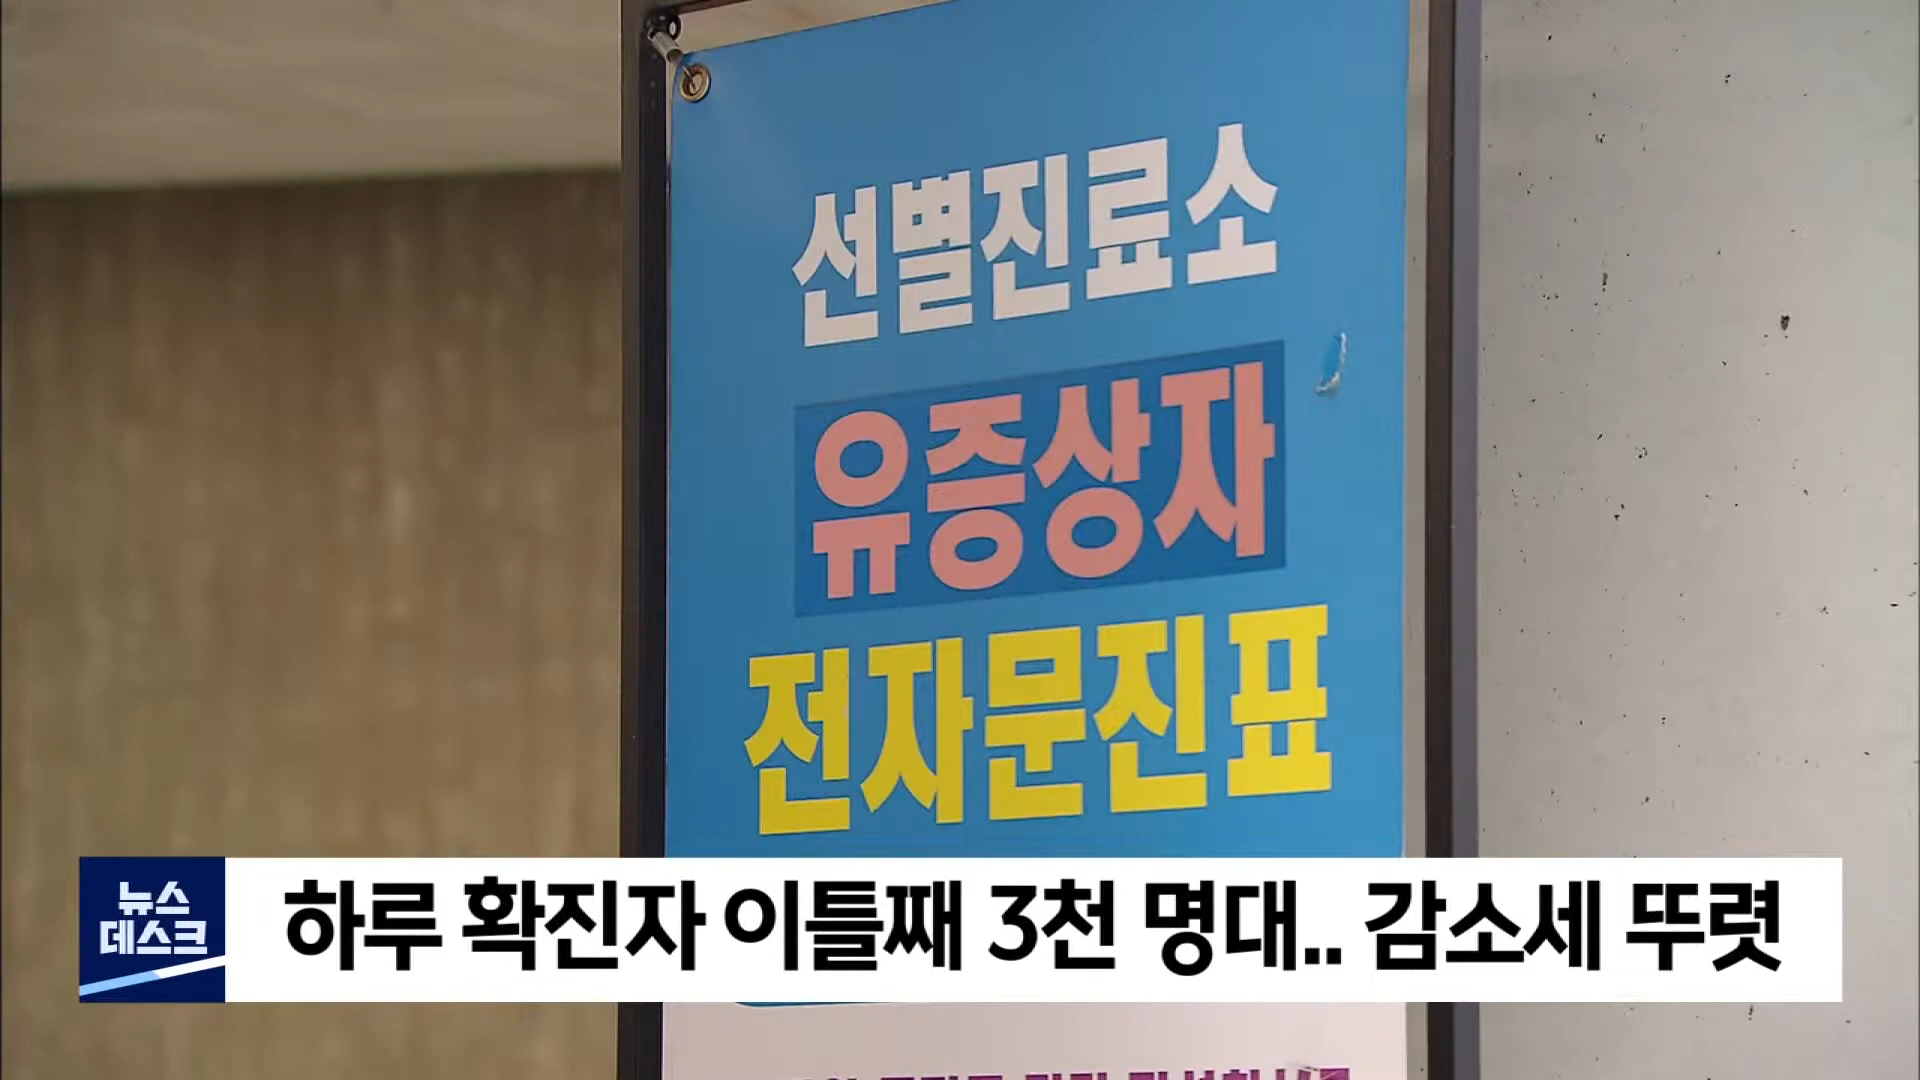 선별진료소
유증상자
전자문진표
뉴스
데스크
하루 확진자 이틀째 3천 명대.. 감소세 뚜렷